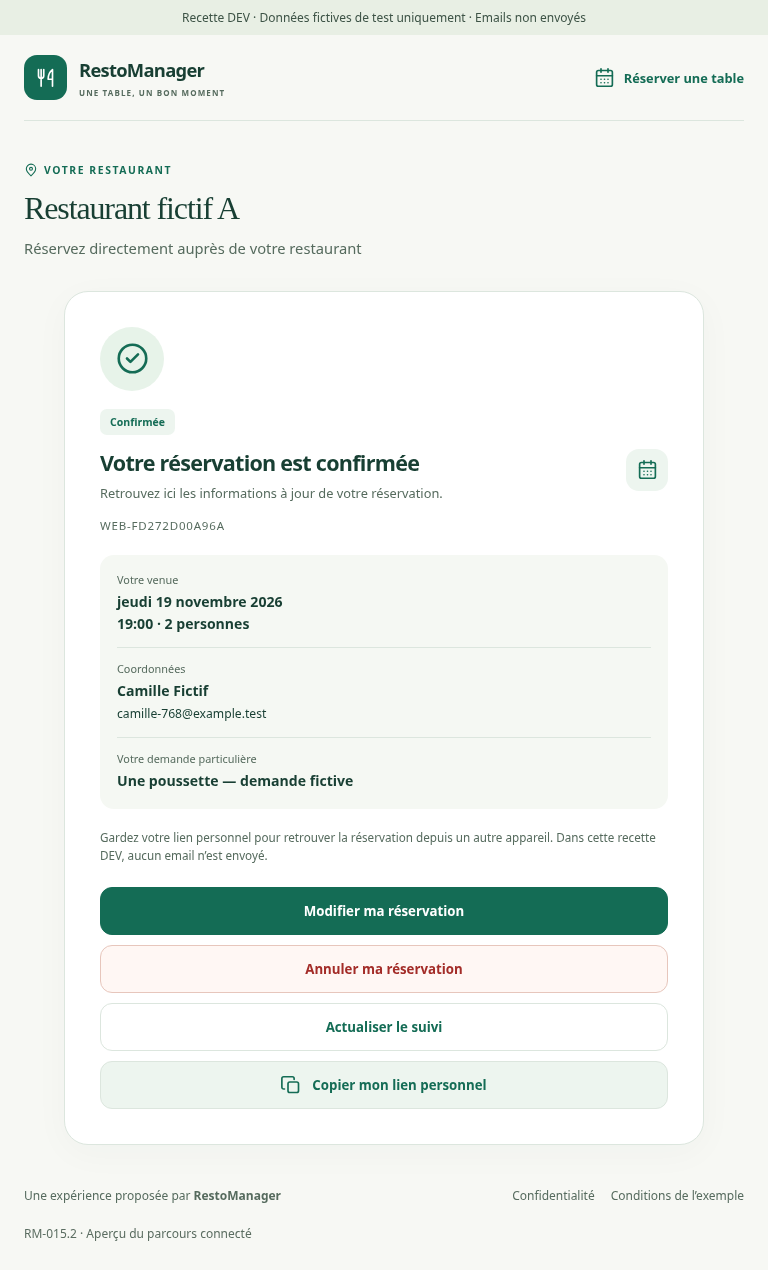 Recette DEV · Données fictives de test uniquement · Emails non envoyés
RestoManager
UNE TABLE, UN BON MOMENT
Réserver une table
VOTRE RESTAURANT
Restaurant fictif A
Réservez directement auprès de votre restaurant
Confirmée
Votre réservation est confirmée
Retrouvez ici les informations à jour de votre réservation.
WEB-FD272D00A96A
Votre venue
jeudi 19 novembre 2026
19:00 · 2 personnes
Coordonnées
Camille Fictif
camille-768@example.test
Votre demande particulière
Une poussette — demande fictive
Gardez votre lien personnel pour retrouver la réservation depuis un autre appareil. Dans cette recette
DEV, aucun email n’est envoyé.
Modifier ma réservation
Annuler ma réservation
Actualiser le suivi
Copier mon lien personnel
Une expérience proposée par RestoManager
Confidentialité
Conditions de l’exemple
RM-015.2 · Aperçu du parcours connecté